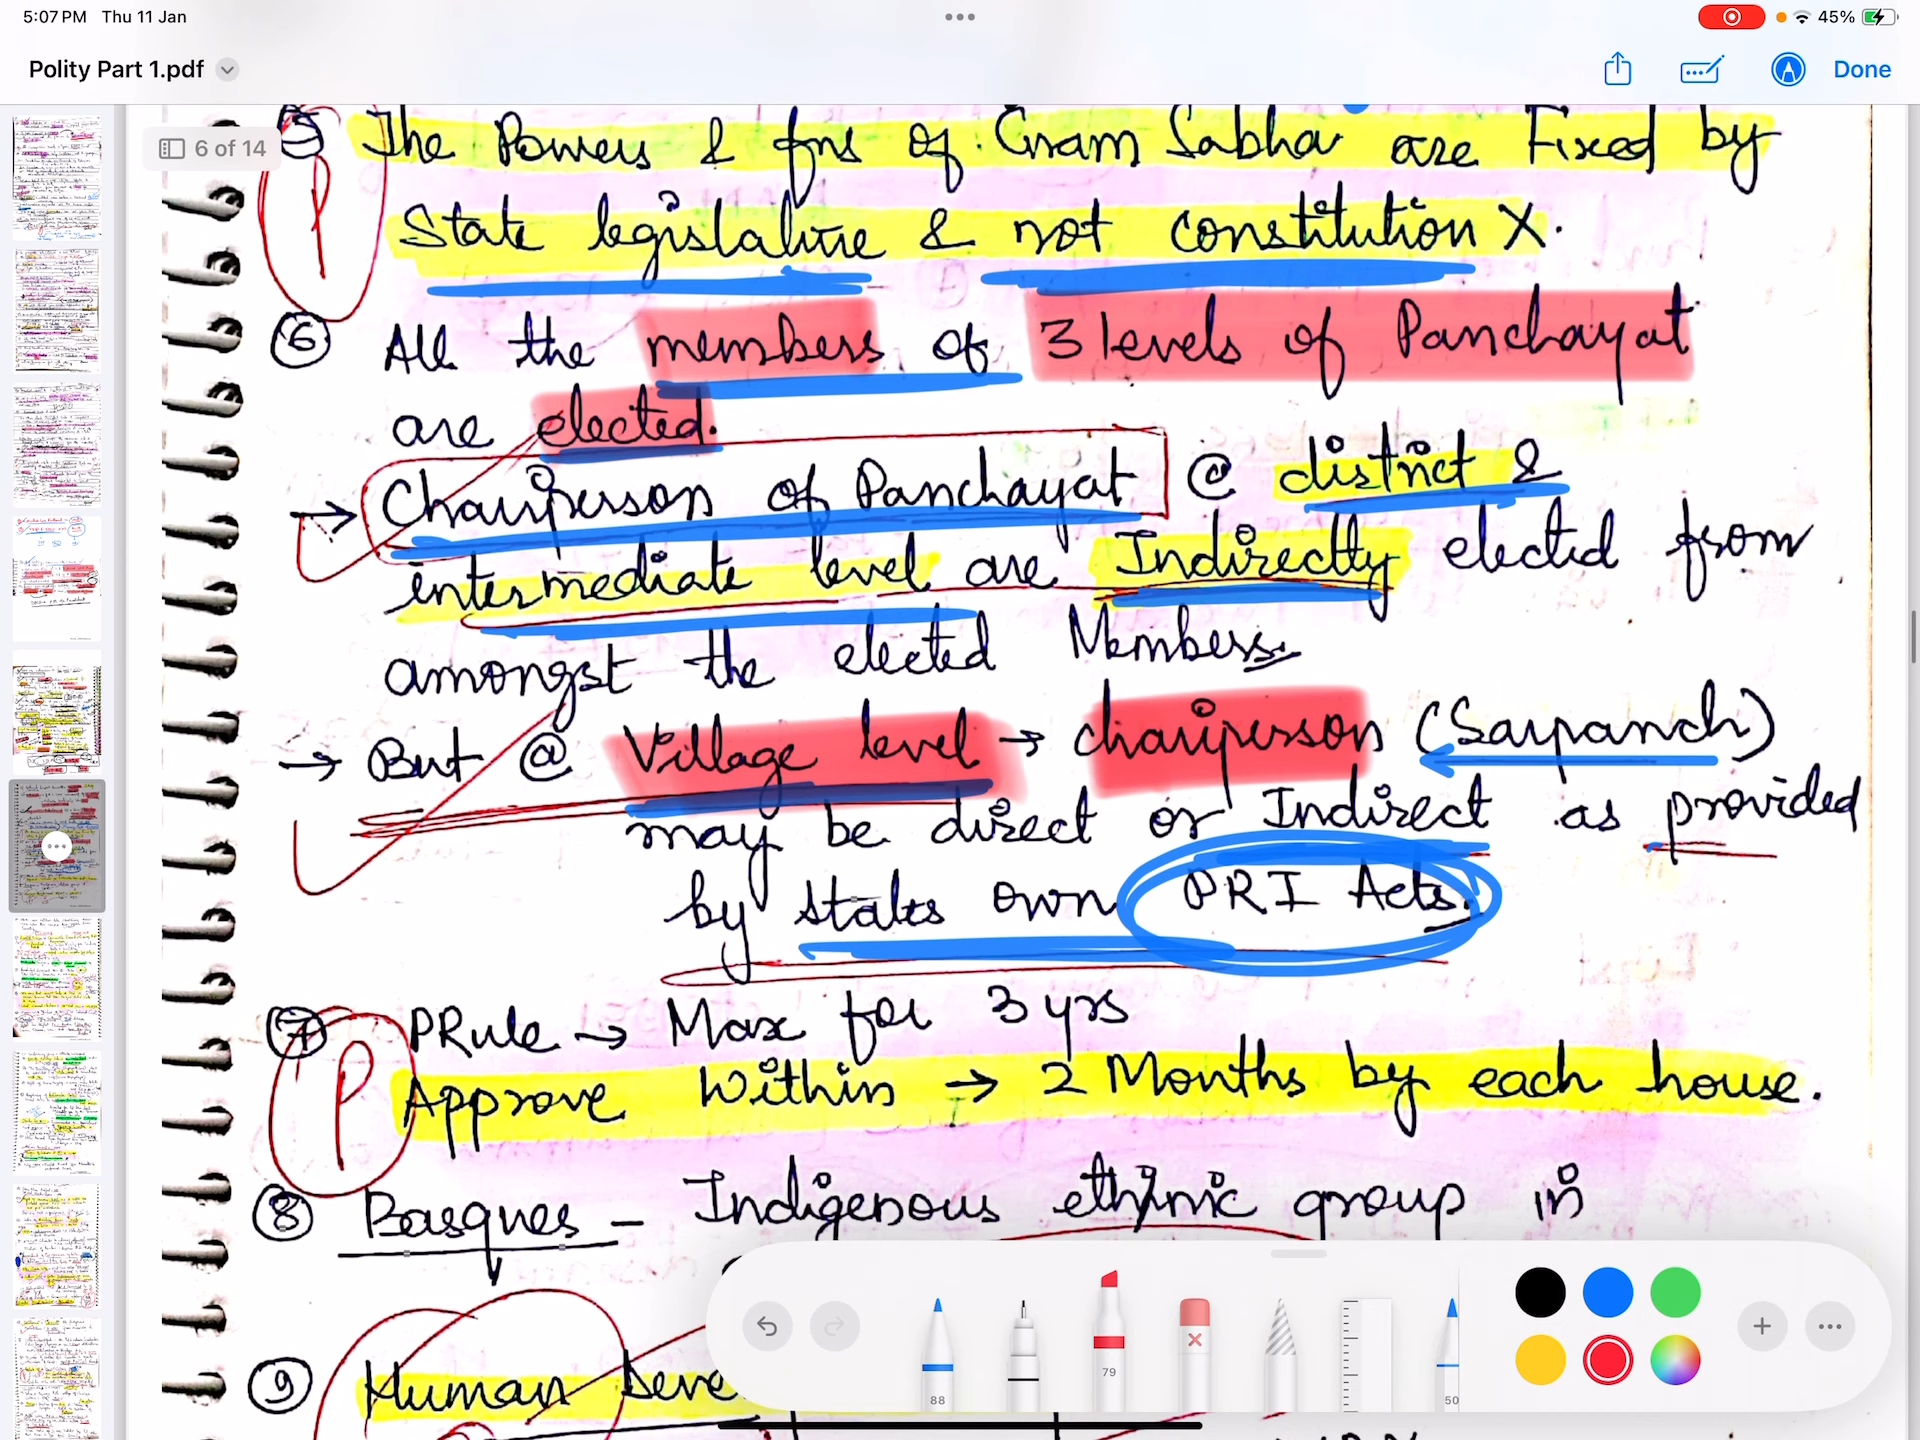 5:07 PM Thu 11 Jan
45%
Polity Part 1.pdf
Done
6 of 14
5 The Powers & fns of Gram Sabha are Fixed by
State legislature & not constitution X.
6 All the members of 3 levels of Panchayat
are elected.
→ Chairperson of Panchayat @ district &
intermediate level are Indirectly elected from
amongst the elected Members.
→ But @ Village level → chairperson (Sarpanch)
may be direct or Indirect as provided
by states own PRI Acts.
7 PRule → Max for 3 yrs
P
Approve Within → 2 Months by each house.
8 Basques – Indigenous ethnic group in
9 Human Deve
88
79
50